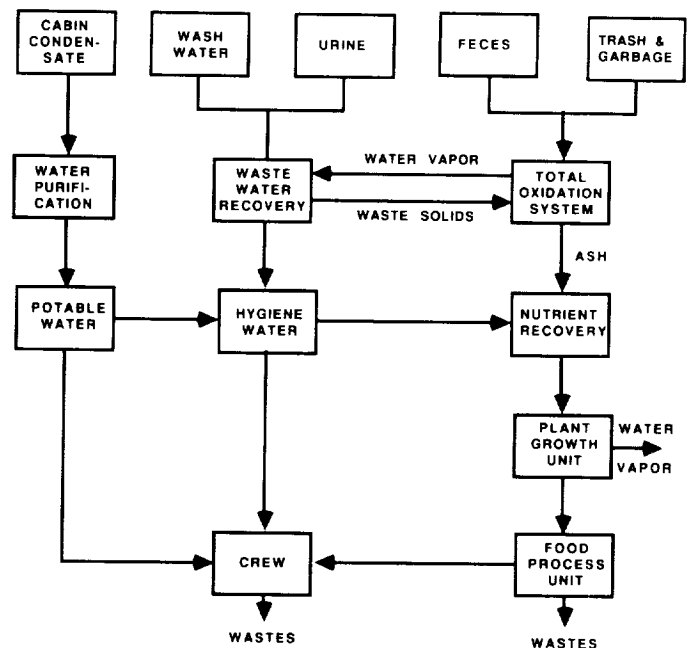 CABIN
CONDEN-
SATE
WASH
WATER
URINE
FECES
TRASH &
GARBAGE
WATER
PURIFI-
CATION
WASTE
WATER
RECOVERY
WATER VAPOR
WASTE SOLIDS
TOTAL
OXIDATION
SYSTEM
ASH
POTABLE
WATER
HYGIENE
WATER
NUTRIENT
RECOVERY
PLANT
GROWTH
UNIT
WATER
VAPOR
CREW
FOOD
PROCESS
UNIT
WASTES
WASTES